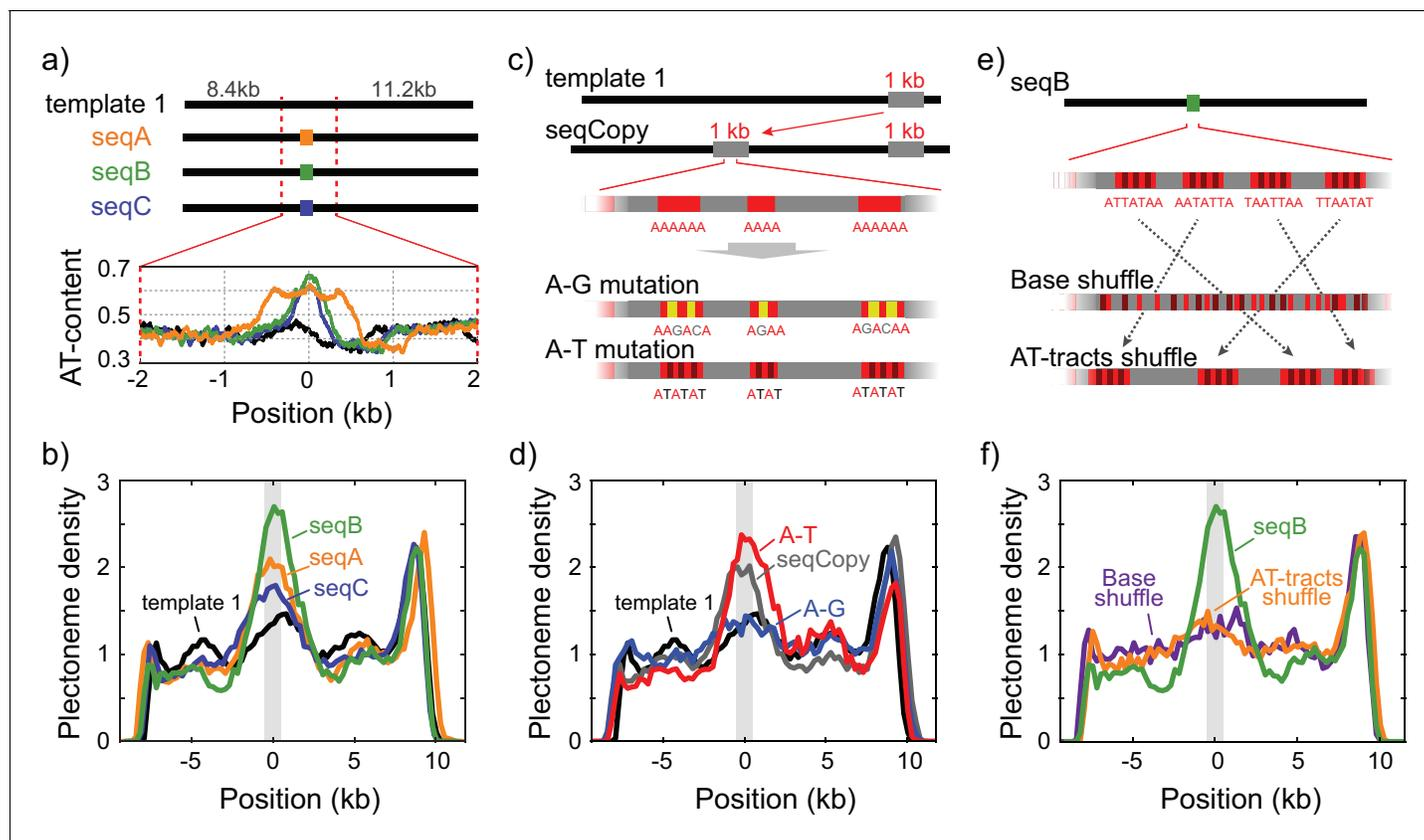 a)
8.4kb 11.2kb
template 1
seqA
seqB
seqC
AT-content
0.7
0.5
0.3
-2 -1 0 1 2
Position (kb)
b)
Plectoneme density
3
2
1
0
seqB
seqA
seqC
template 1
-5 0 5 10
Position (kb)
c)
template 1
1 kb
seqCopy
1 kb 1 kb
AAAAAA AAAA AAAAAA
A-G mutation
AAGACA AGAA AGACAA
A-T mutation
ATATAT ATAT ATATAT
d)
Plectoneme density
3
2
1
0
A-T
seqCopy
template 1
A-G
-5 0 5 10
Position (kb)
e)
seqB
ATTATAA AATATTA TAATTAA TTAATAT
Base shuffle
AT-tracts shuffle
f)
Plectoneme density
3
2
1
0
seqB
Base
shuffle
AT-tracts
shuffle
-5 0 5 10
Position (kb)